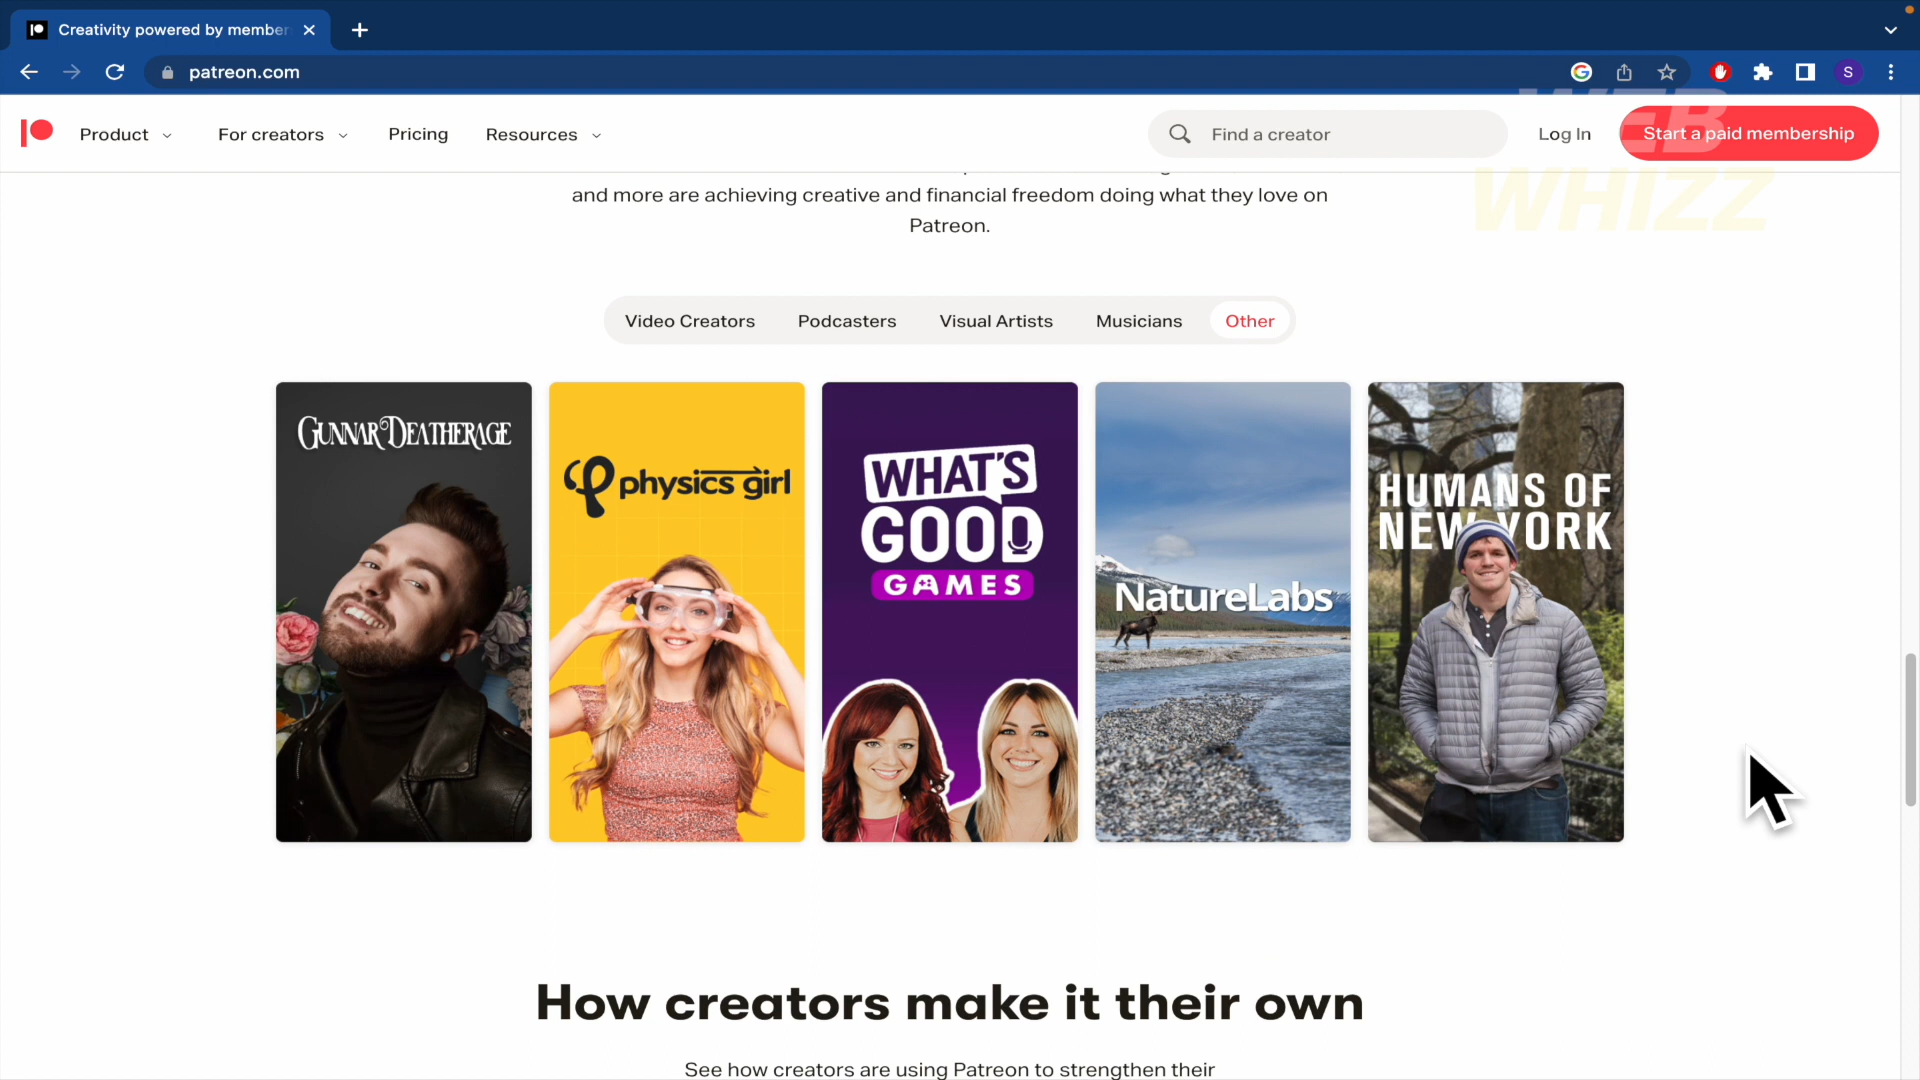 Creativity powered by member
patreon.com
S
Product
For creators
Pricing
Resources
Find a creator
Log In
Start a paid membership
WEB
WHIZZ
and more are achieving creative and financial freedom doing what they love on
Patreon.
Video Creators
Podcasters
Visual Artists
Musicians
Other
GUNNAR DEATHERAGE
physics girl
WHAT'S
GOOD
GAMES
NatureLabs
HUMANS OF
NEW YORK
How creators make it their own
See how creators are using Patreon to strengthen their